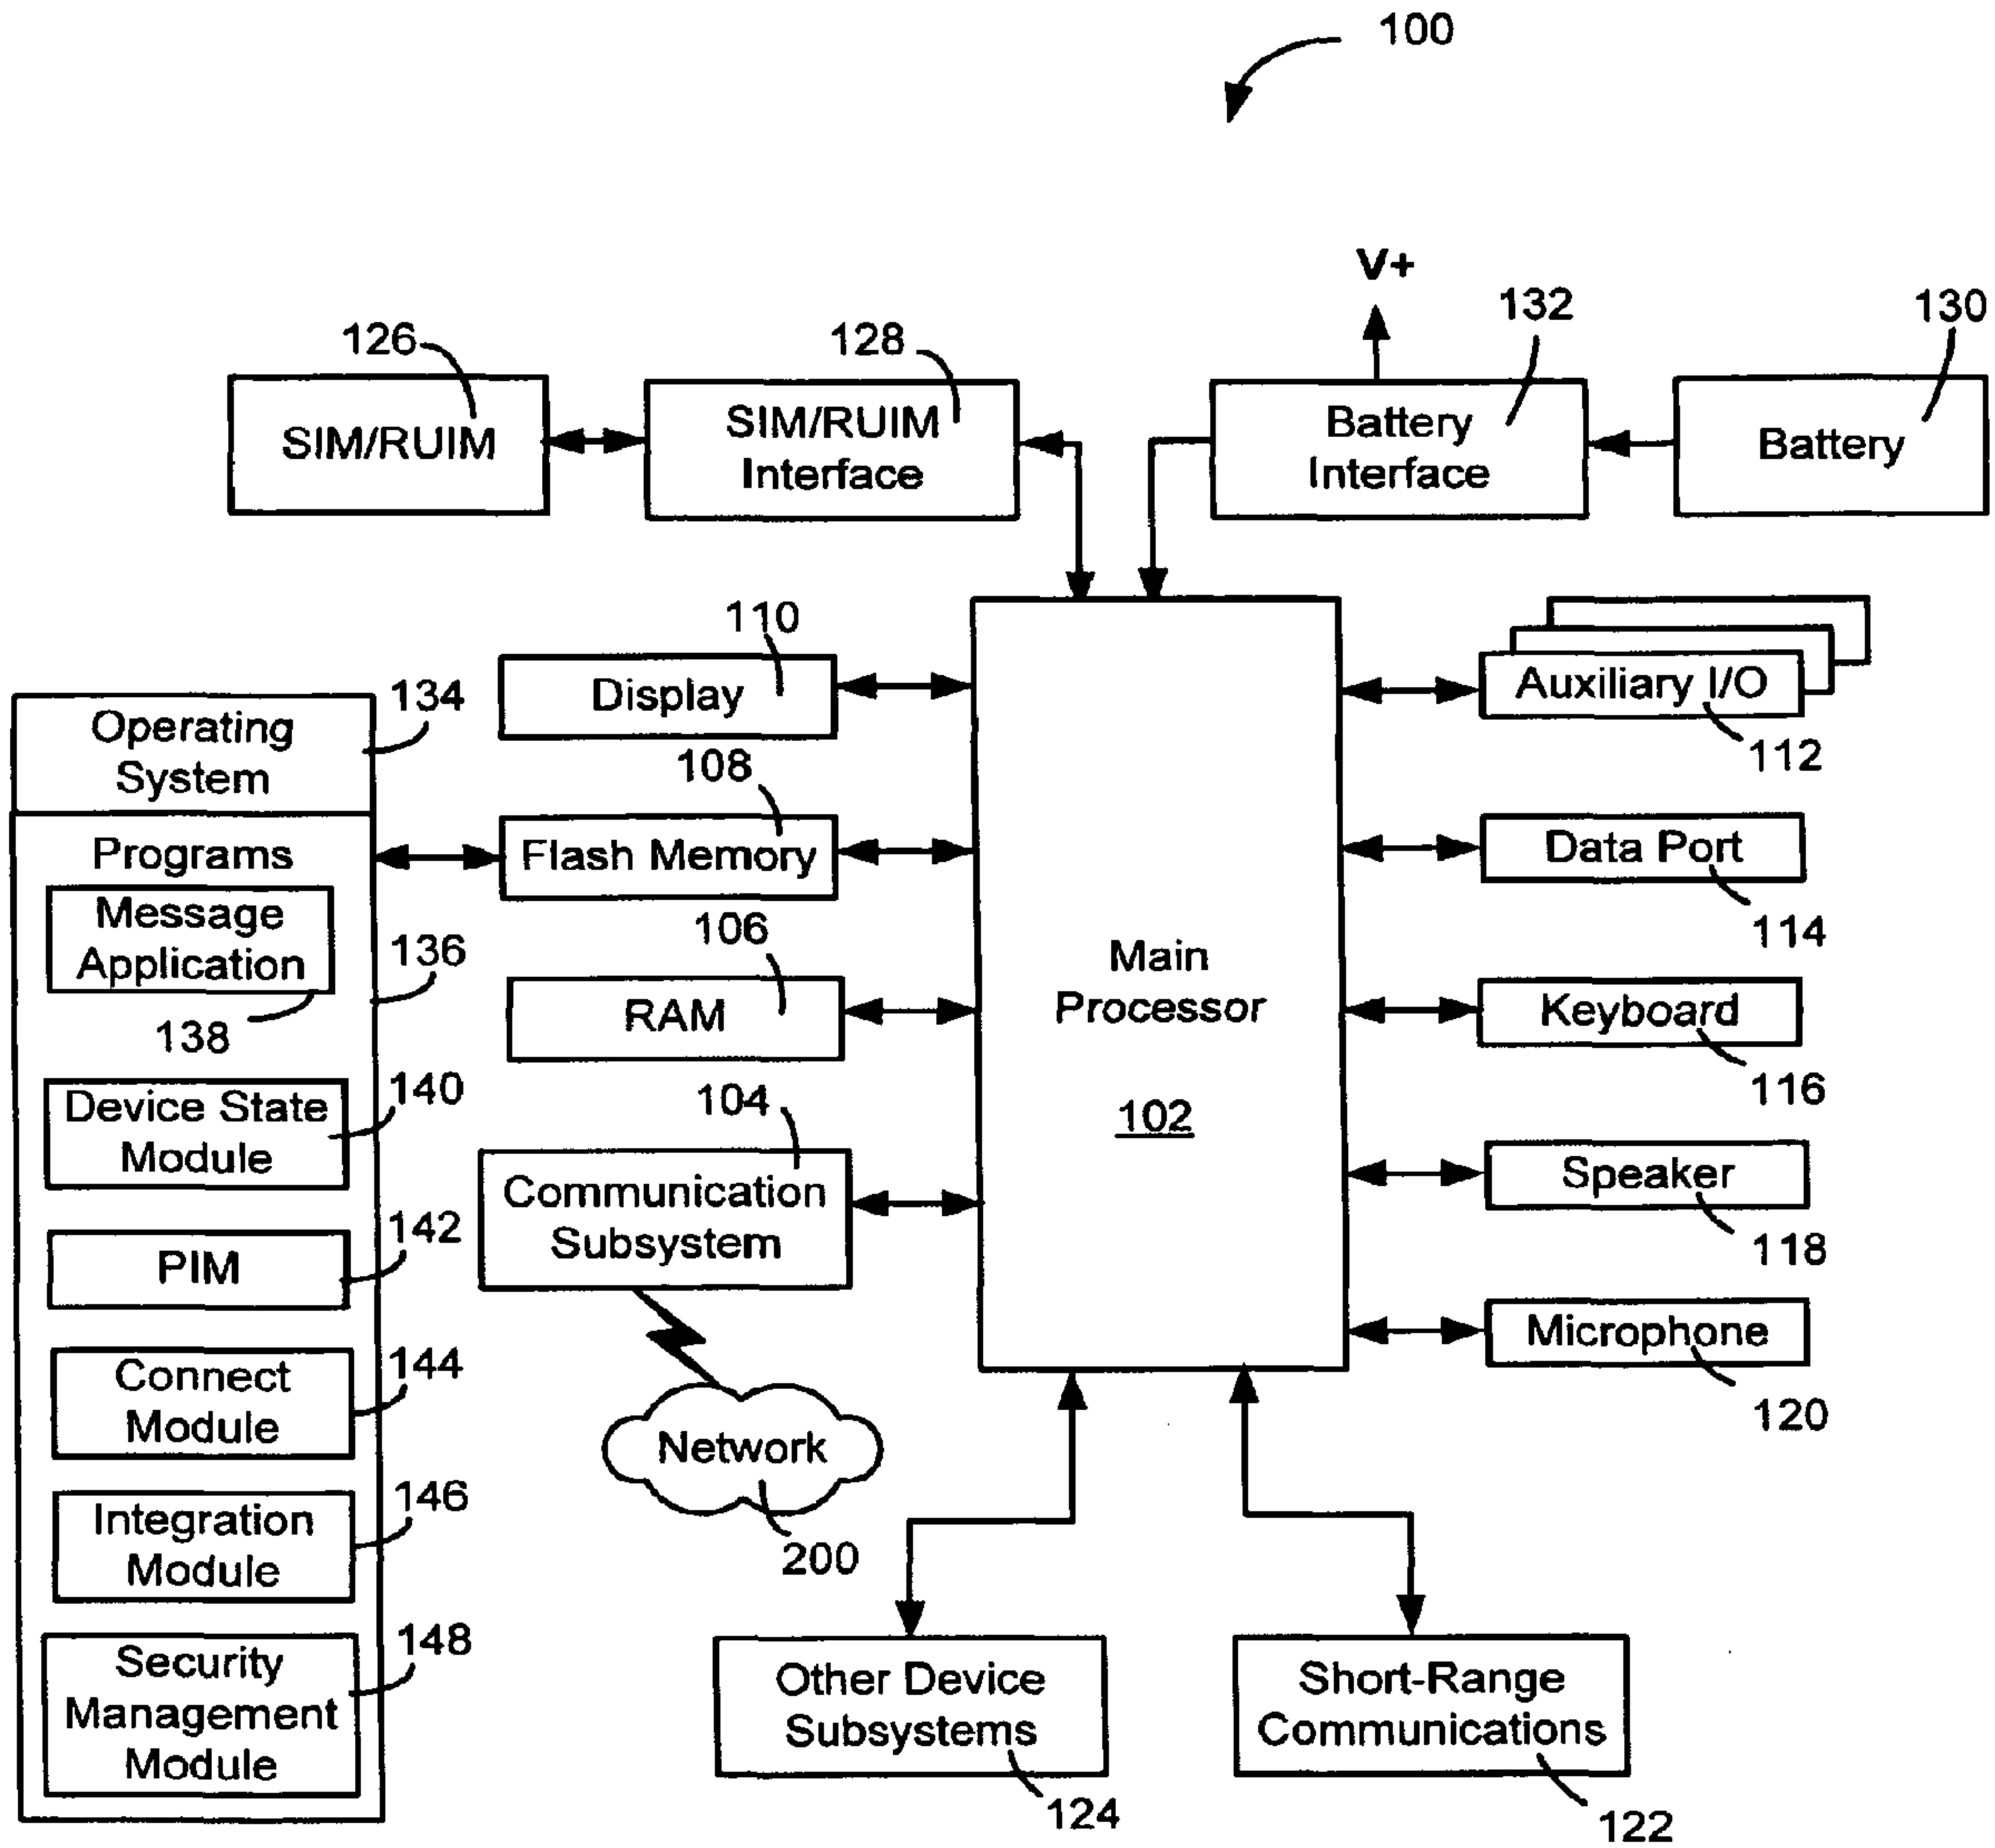 100
V+
126
128
132
130
SIM/RUIM
SIM/RUIM
Interface
Battery
Interface
Battery
110
Display
Auxiliary I/O
112
134
Operating
System
108
Flash Memory
Data Port
114
Programs
Message
Application
138
136
106
RAM
Main
Processor
102
Keyboard
116
140
Device State
Module
104
Communication
Subsystem
Speaker
118
142
PIM
Microphone
120
144
Connect
Module
Network
200
146
Integration
Module
148
Security
Management
Module
Other Device
Subsystems
124
Short-Range
Communications
122